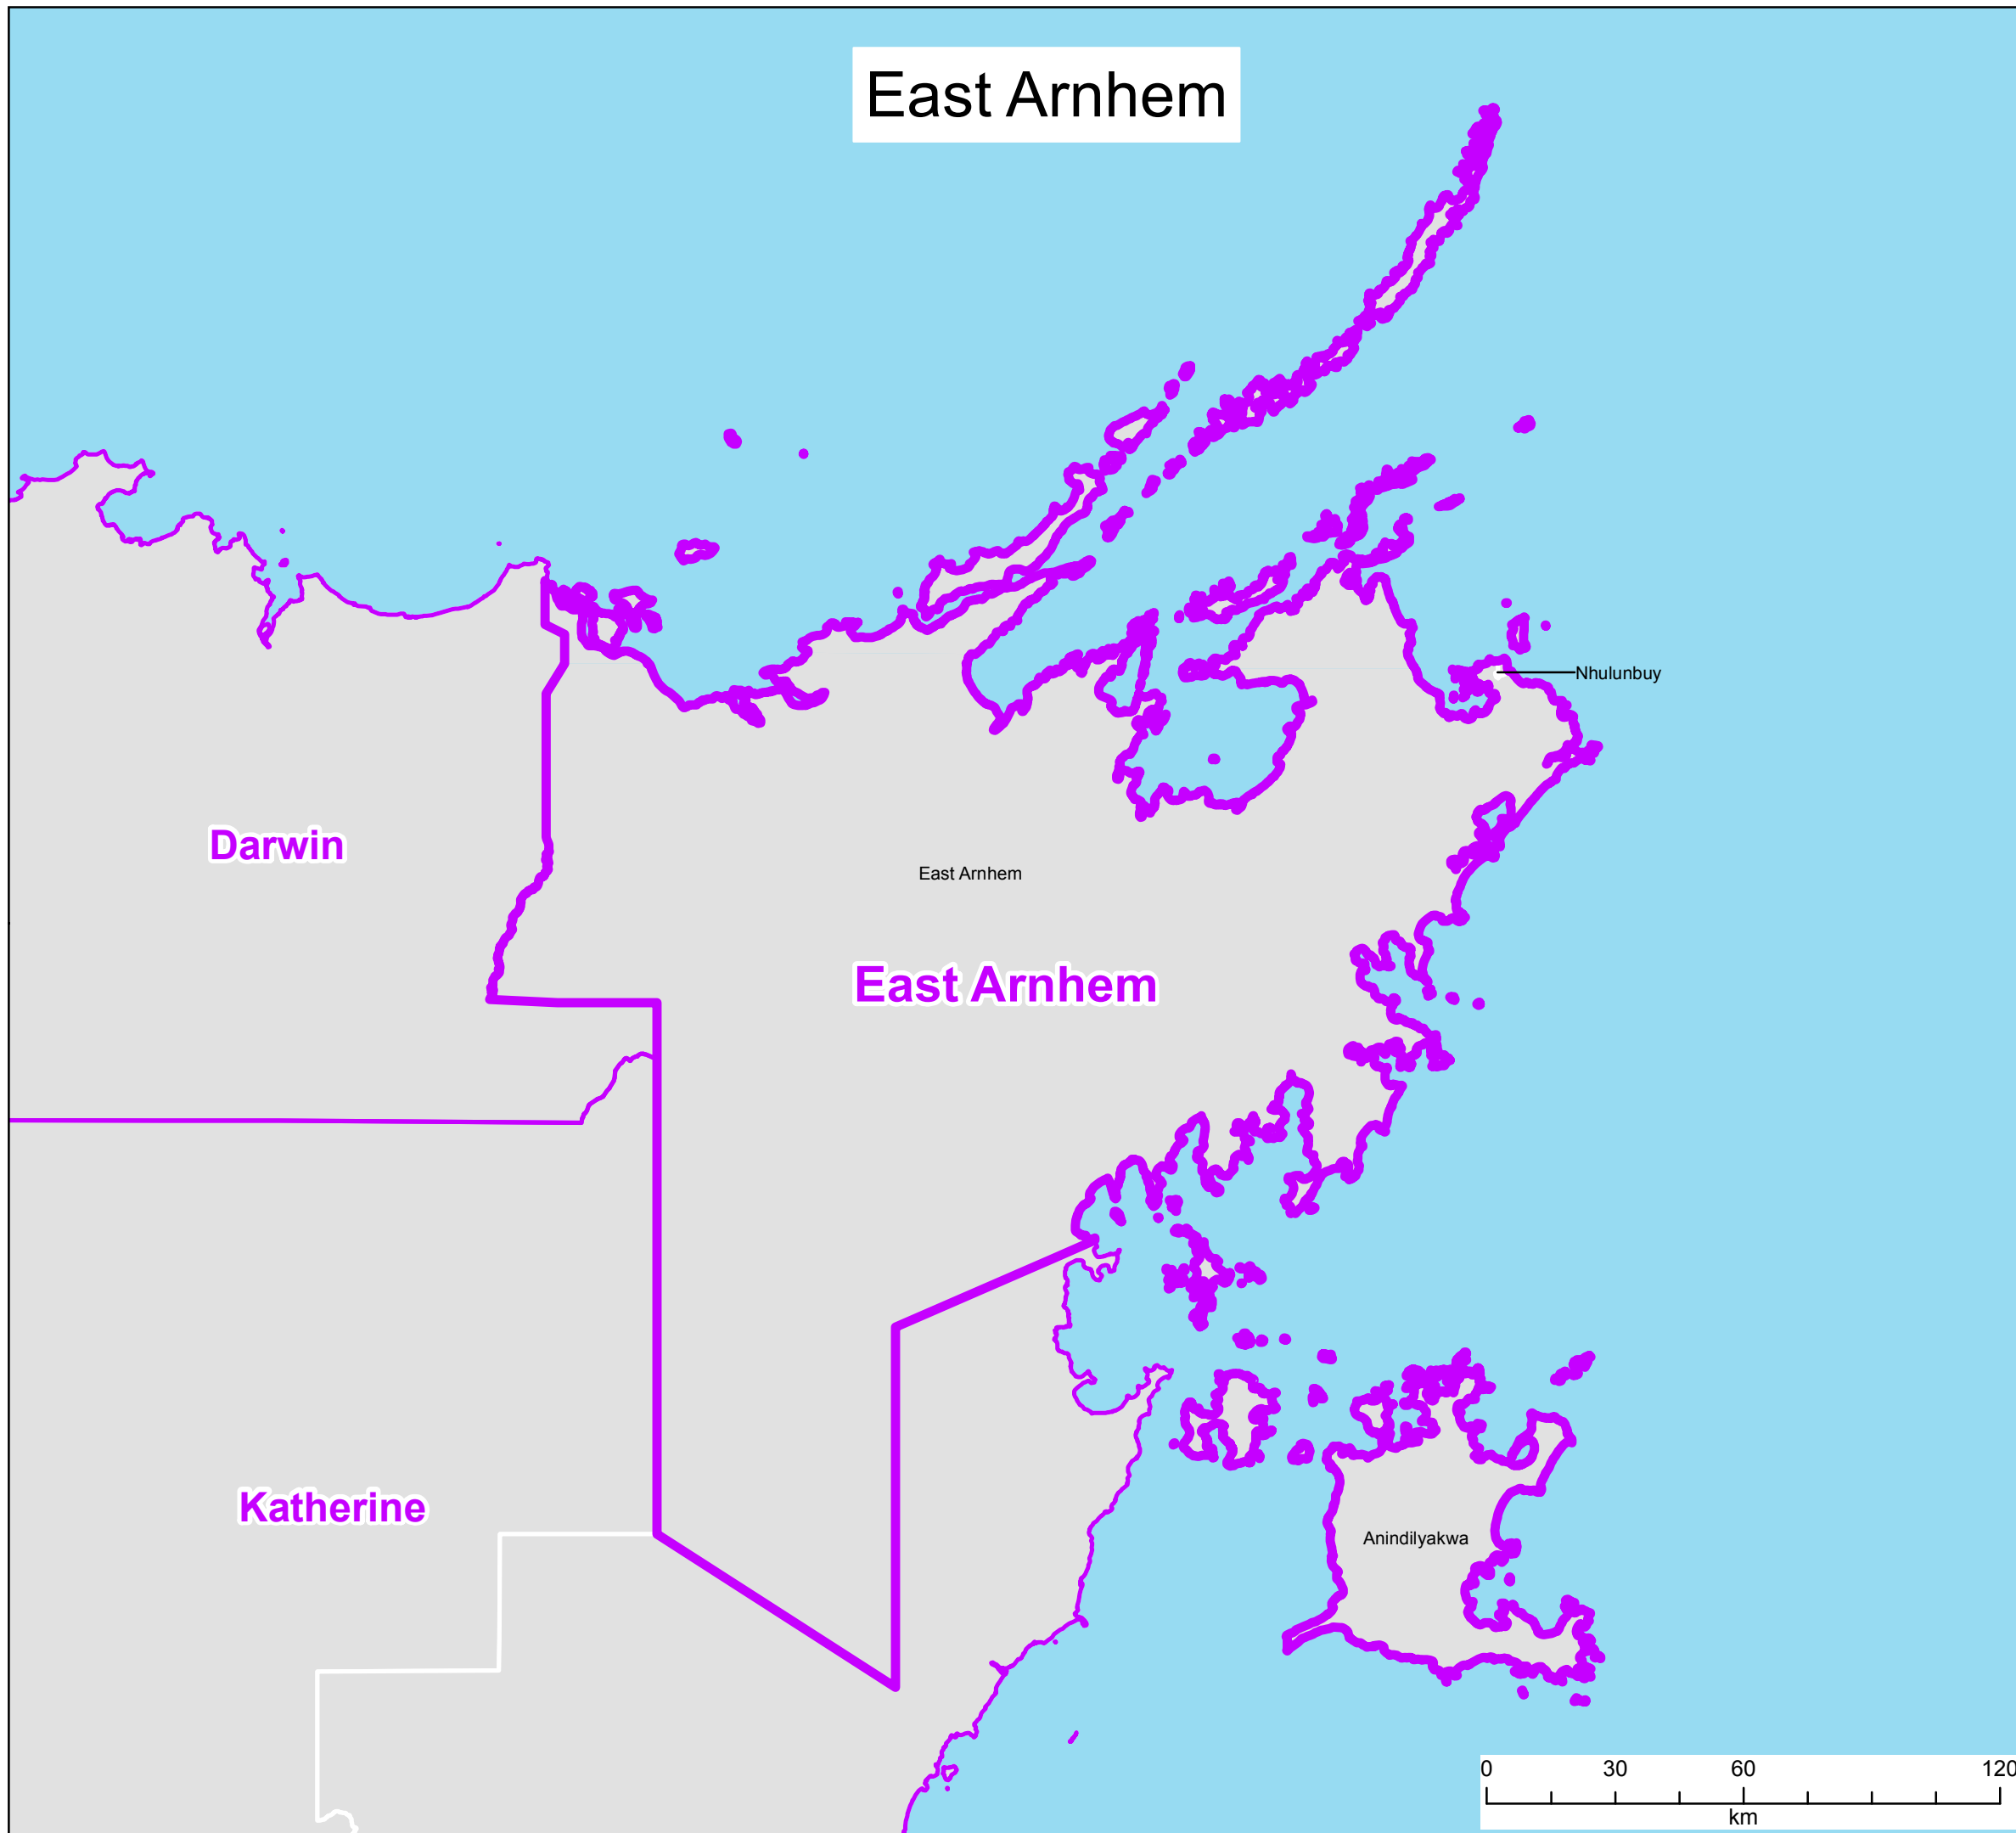 East Arnhem
Nhulunbuy
Darwin
East Arnhem
East Arnhem
Katherine
Anindilyakwa
0 30 60 120
km